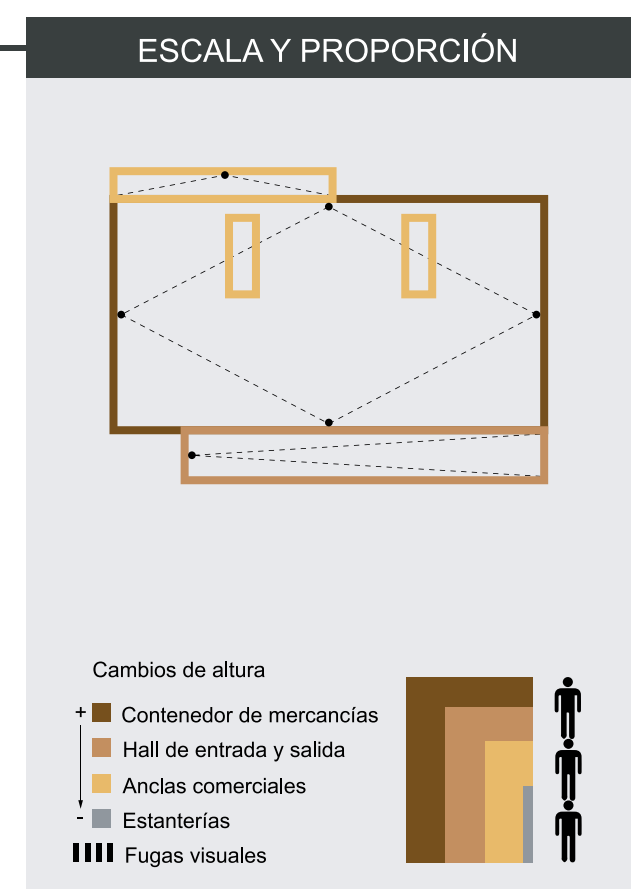 ESCALA Y PROPORCIÓN
Cambios de altura
+ Contenedor de mercancías
Hall de entrada y salida
Anclas comerciales
- Estanterías
Fugas visuales